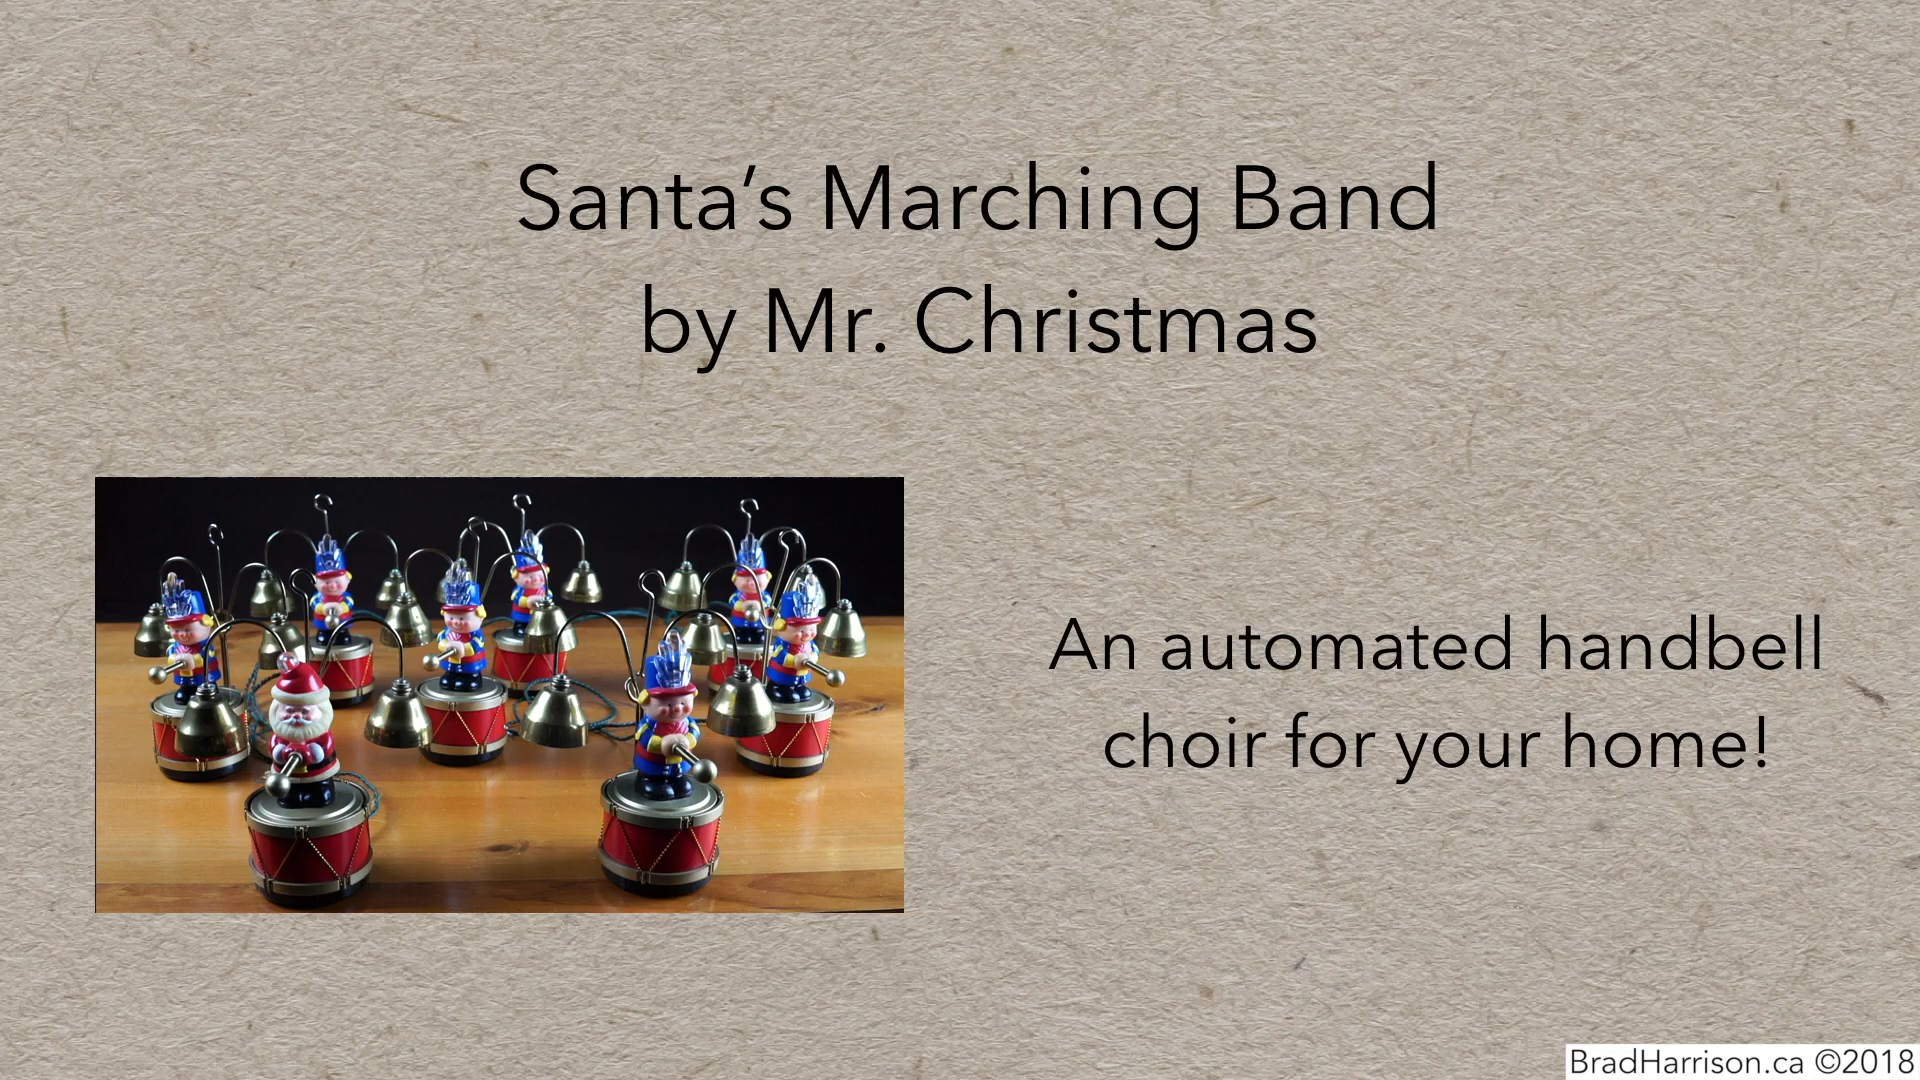 Santa’s Marching Band
by Mr. Christmas
An automated handbell
choir for your home!
BradHarrison.ca ©2018